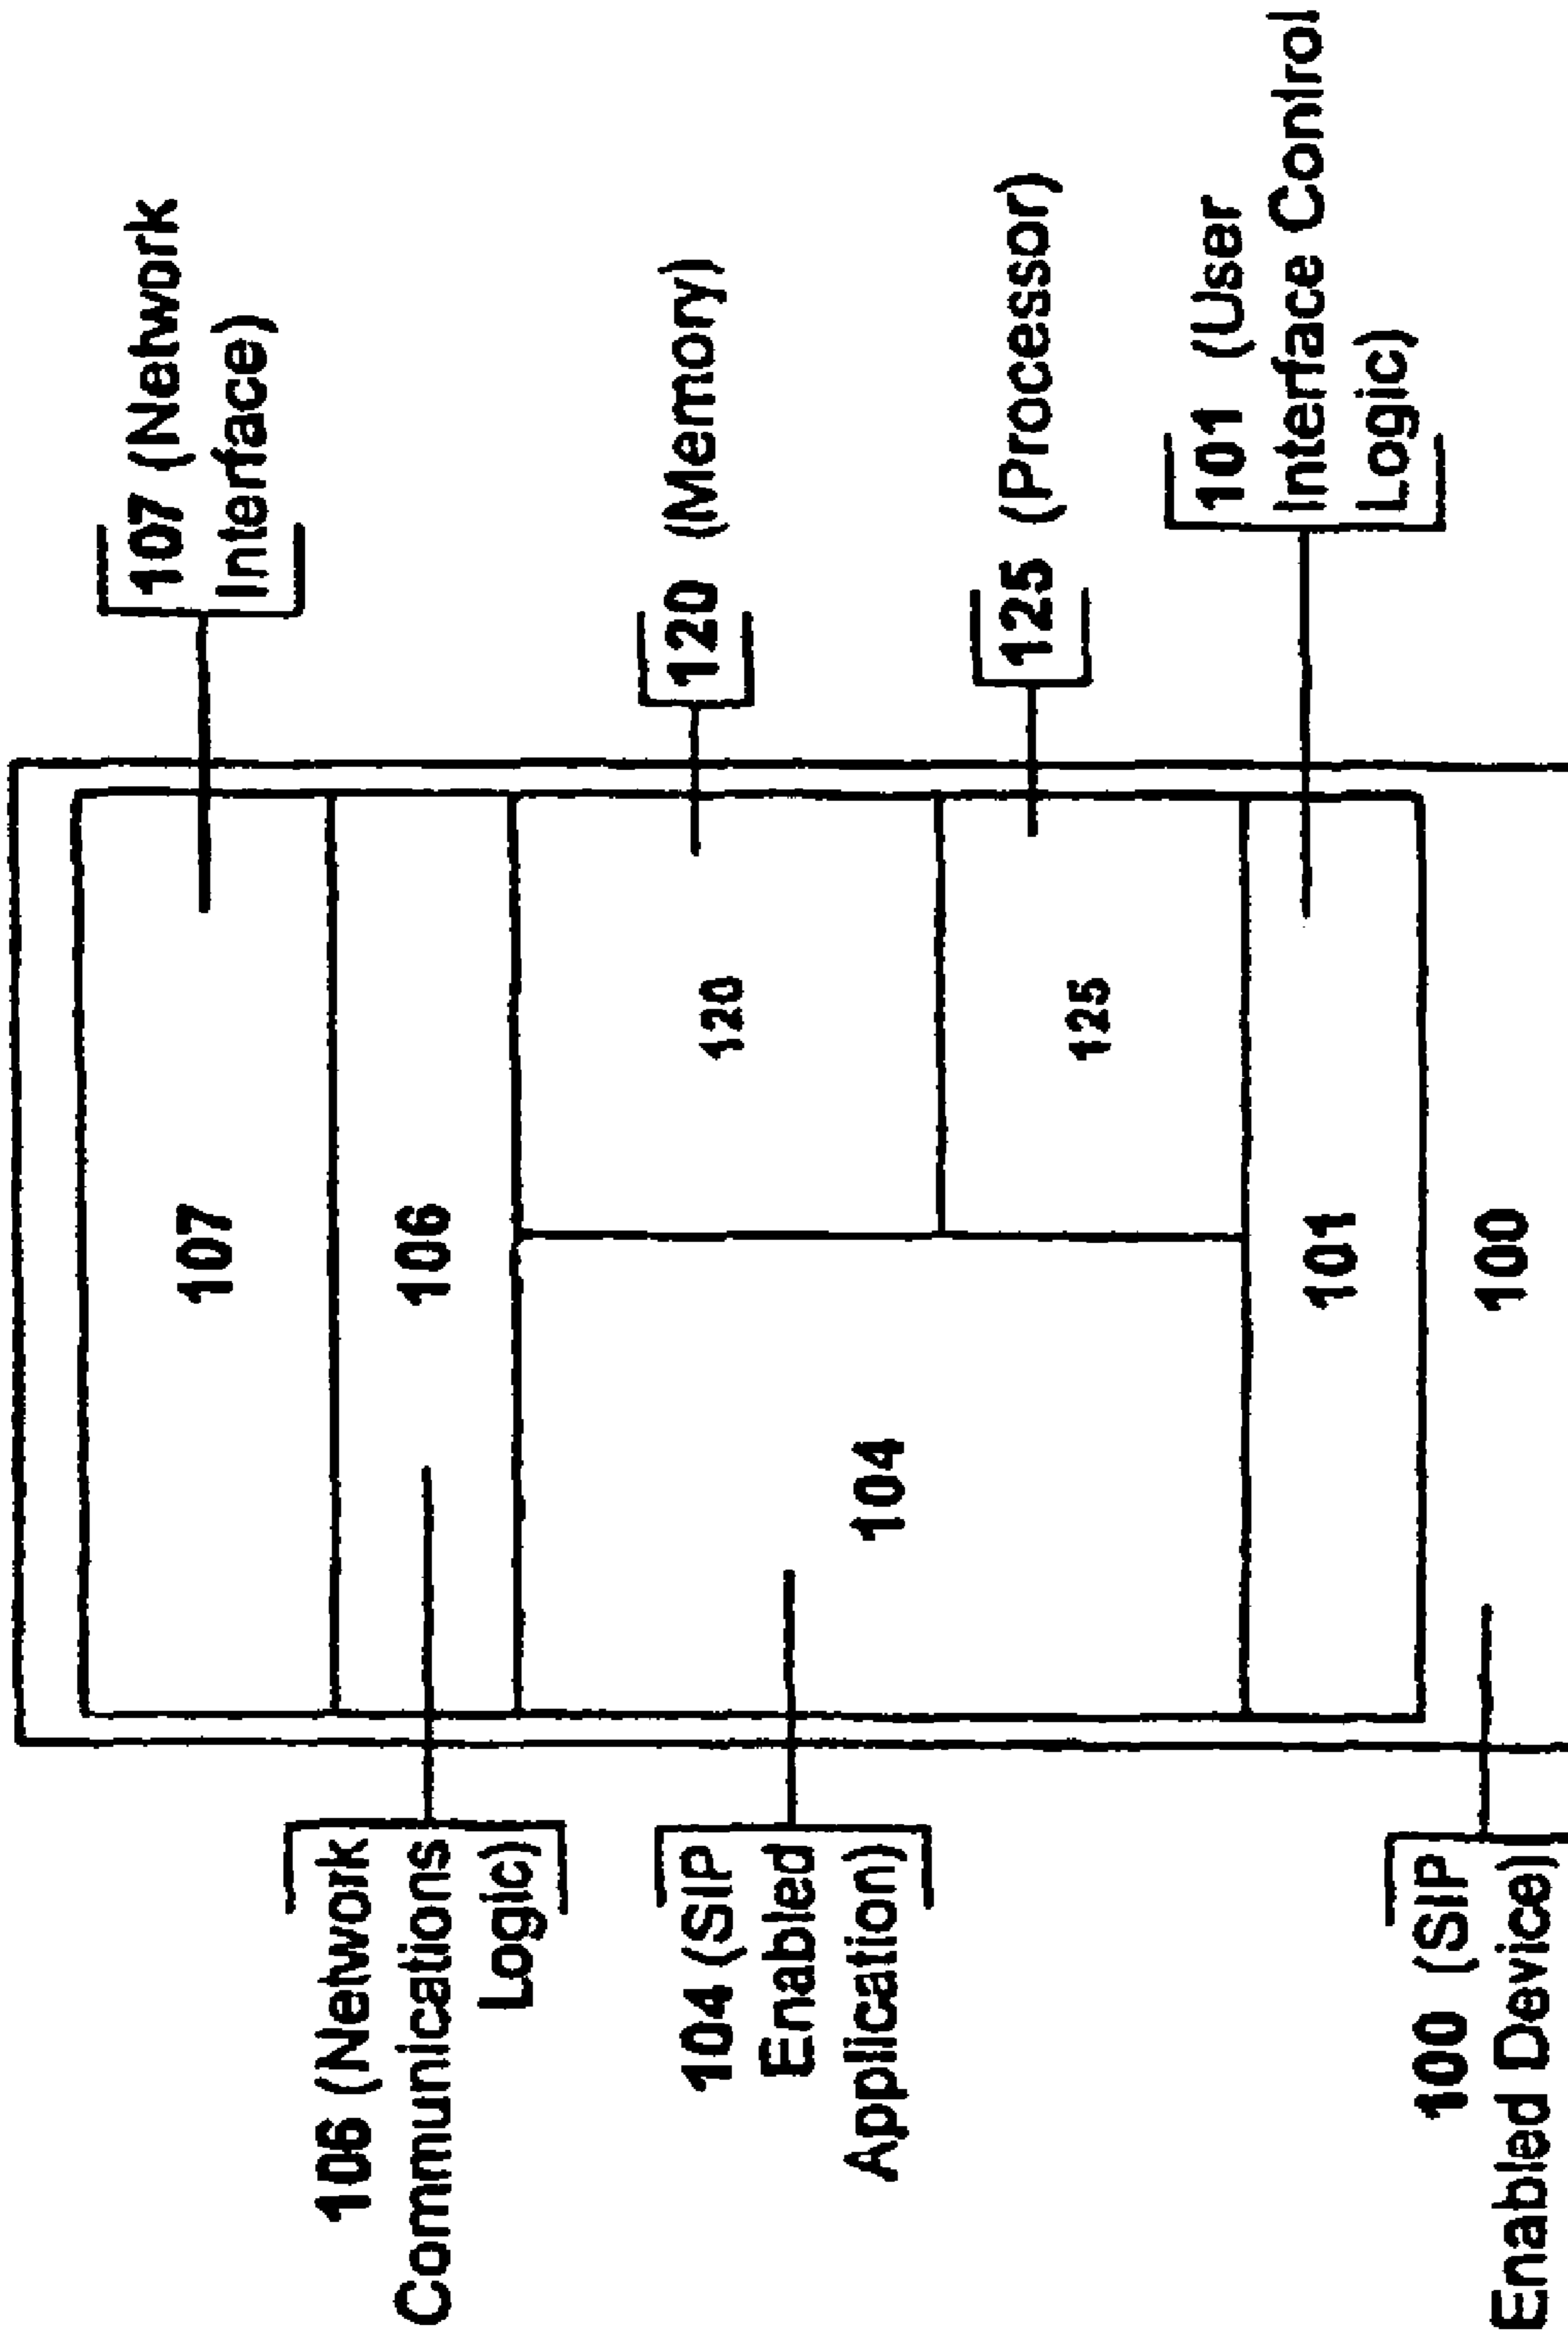 106 (Network
Communications
Logic)
104 (SIP
Enabled
Application)
100 (SIP
Enabled Device)
107
106
104
120
125
101
100
107 (Network
Interface)
120 (Memory)
125 (Processor)
101 (User
Interface Control
Logic)